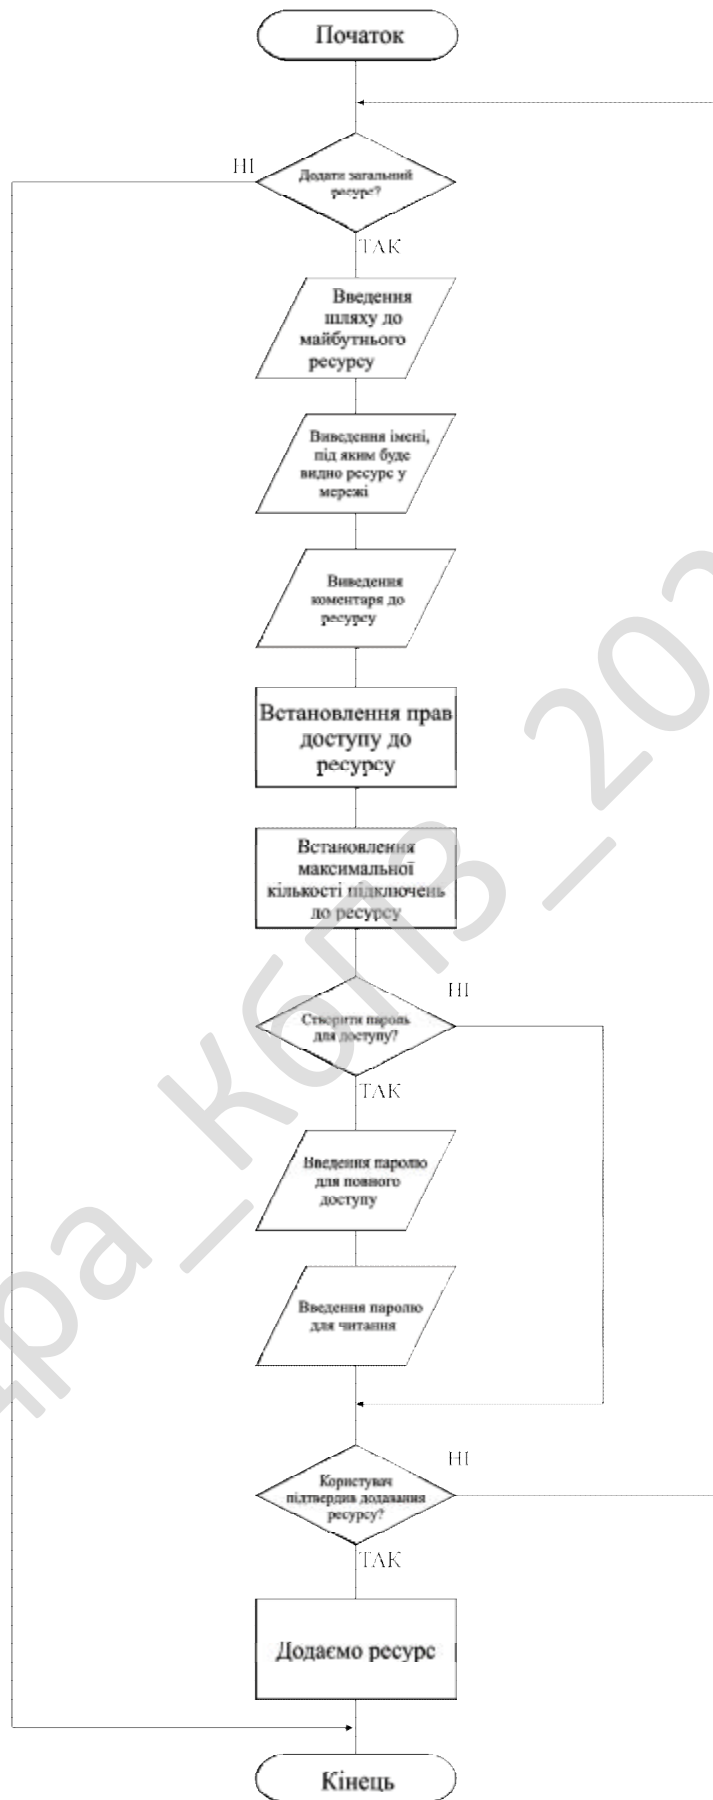 Початок
НІ
Додати загальний
ресурс?
ТАК
Введення
шляху до
майбутнього
ресурсу
Виведення імені,
під яким буде
видно ресурс у
мережі
Виведення
коментаря до
ресурсу
Встановлення прав
доступу до
ресурсу
Встановлення
максимальної
кількості підключень
до ресурсу
НІ
Створити пароль
для доступу?
ТАК
Введення паролю
для повного
доступу
Введення паролю
для читання
НІ
Користувач
підтвердив додавання
ресурсу?
ТАК
Додаємо ресурс
Кінець